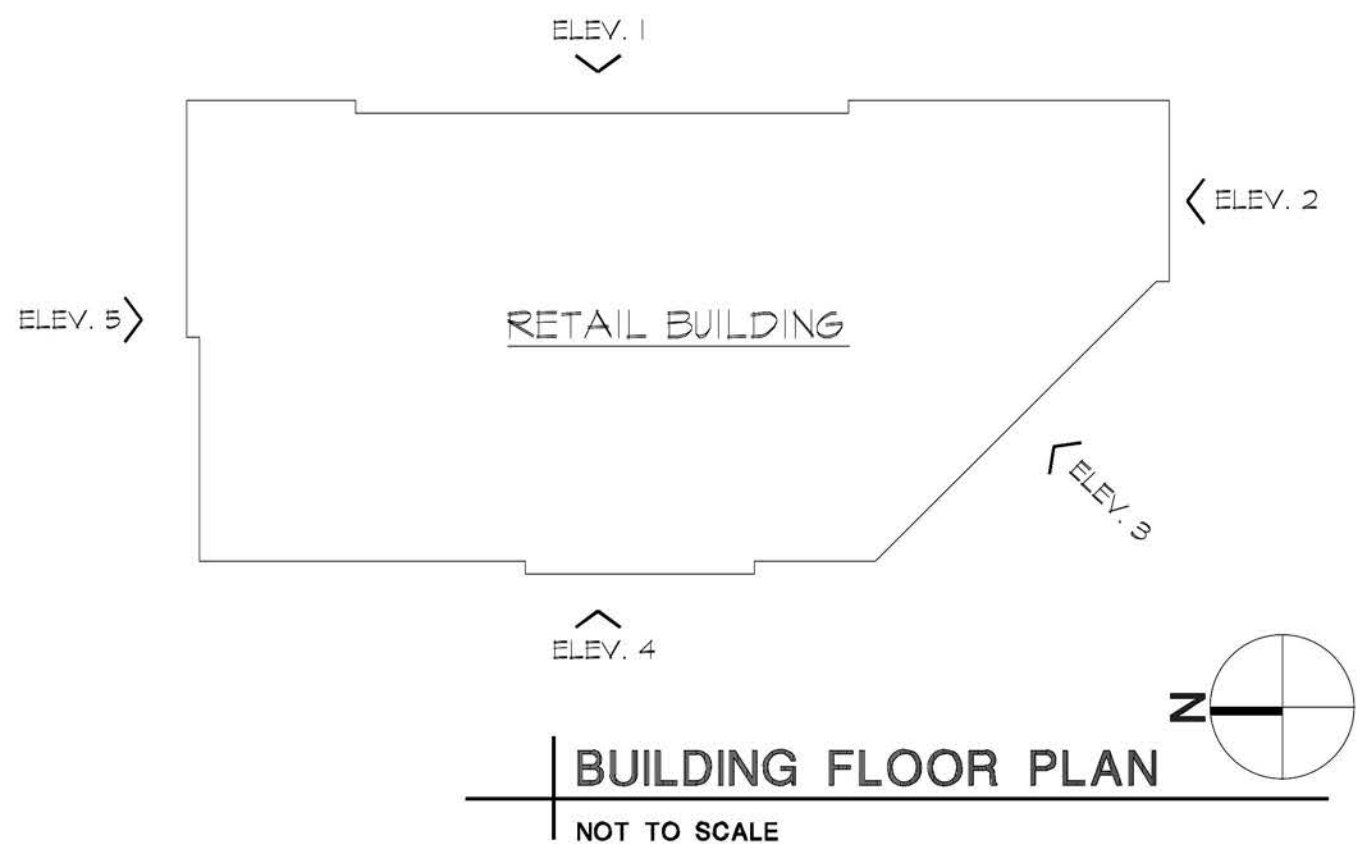 ELEV. 1
ELEV. 2
ELEV. 5
RETAIL BUILDING
ELEV. 3
ELEV. 4
N
BUILDING FLOOR PLAN
NOT TO SCALE